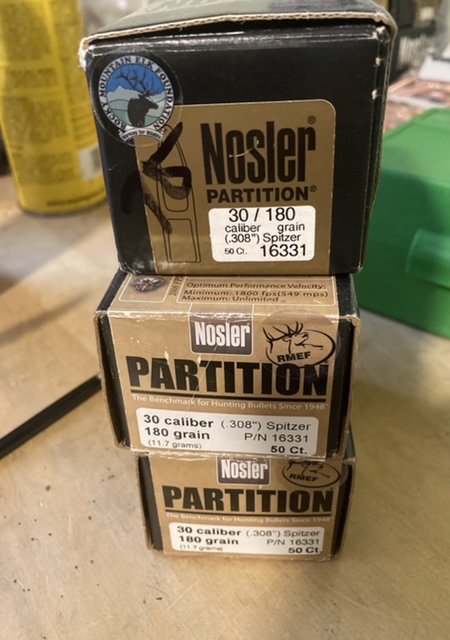 ROCKY MOUNTAIN ELK FOUNDATION
Nosler®
PARTITION®
30 / 180
caliber grain
(.308") Spitzer
50 Ct. 16331
Optimum Performance Velocity:
Minimum: 1800 fps(549 mps)
Maximum: Unlimited
Nosler
RMEF
PARTITION
The Benchmark for Hunting Bullets Since 1948
30 caliber (.308") Spitzer
180 grain P/N 16331
(11.7 grams) 50 Ct.
Nosler
RMEF
PARTITION
The Benchmark for Hunting Bullets Since 1948
30 caliber (.308") Spitzer
180 grain P/N 16331
(11.7 grams) 50 Ct.